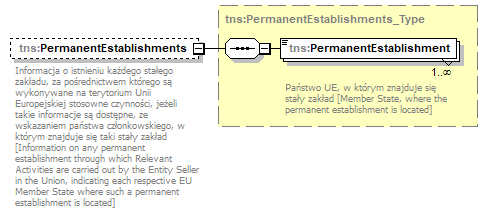 tns:PermanentEstablishments_Type
tns:PermanentEstablishments
tns:PermanentEstablishment
1..∞
Informacja o istnieniu każdego stałego
zakładu, za pośrednictwem którego są
wykonywane na terytorium Unii
Europejskiej stosowne czynności, jeżeli
takie informacje są dostępne, ze
wskazaniem państwa członkowskiego, w
którym znajduje się taki stały zakład
[Information on any permanent
establishment through which Relevant
Activities are carried out by the Entity Seller
in the Union, indicating each respective EU
Member State where such a permanent
establishment is located]
Państwo UE, w którym znajduje się
stały zakład [Member State, where the
permanent establishment is located]